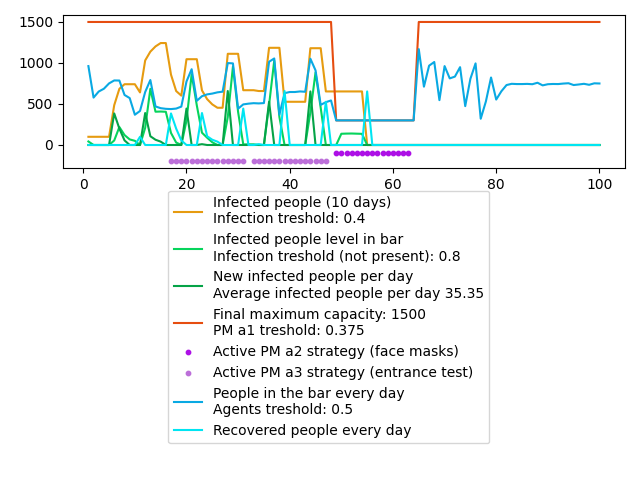 1500
1000
500
0
0
20
40
60
80
100
Infected people (10 days)
Infection treshold: 0.4
Infected people level in bar
Infection treshold (not present): 0.8
New infected people per day
Average infected people per day 35.35
Final maximum capacity: 1500
PM a1 treshold: 0.375
Active PM a2 strategy (face masks)
Active PM a3 strategy (entrance test)
People in the bar every day
Agents treshold: 0.5
Recovered people every day